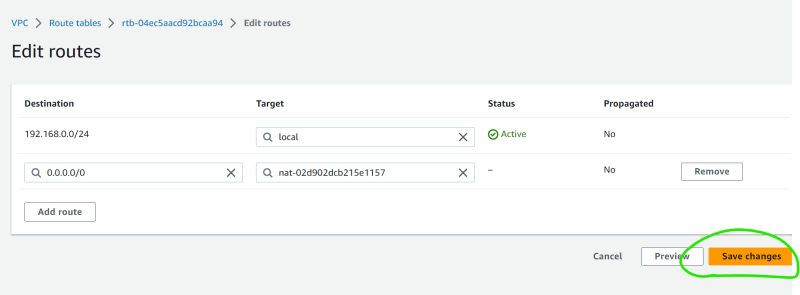 VPC > Route tables > rtb-04ec5aacd92bcaa94 > Edit routes
Edit routes
Destination Target Status Propagated
192.168.0.0/24 local Active No
0.0.0.0/0 nat-02d902dcb215e1157 – No Remove
Add route
Cancel Preview Save changes